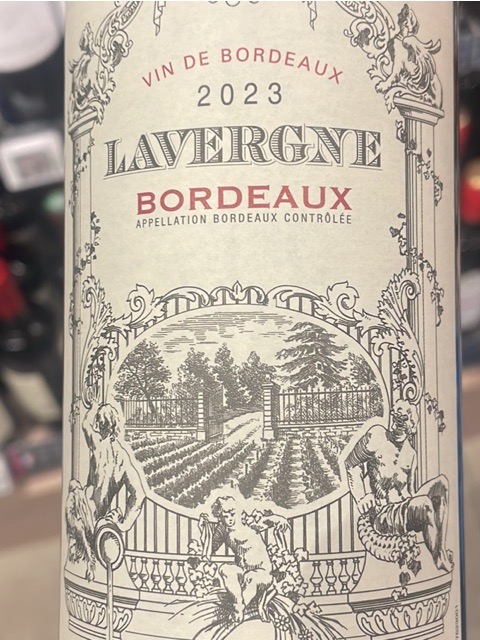 VIN DE BORDEAUX
2023
LAVERGNE
BORDEAUX
APPELLATION BORDEAUX CONTRÔLÉE